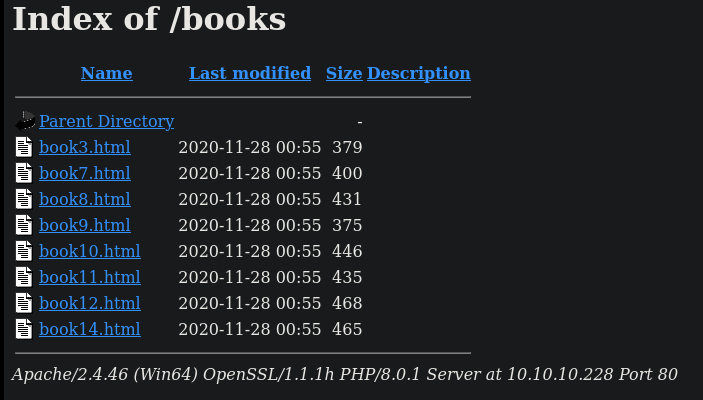 Index of /books
Name Last modified Size Description
Parent Directory -
book3.html 2020-11-28 00:55 379
book7.html 2020-11-28 00:55 400
book8.html 2020-11-28 00:55 431
book9.html 2020-11-28 00:55 375
book10.html 2020-11-28 00:55 446
book11.html 2020-11-28 00:55 435
book12.html 2020-11-28 00:55 468
book14.html 2020-11-28 00:55 465
Apache/2.4.46 (Win64) OpenSSL/1.1.1h PHP/8.0.1 Server at 10.10.10.228 Port 80